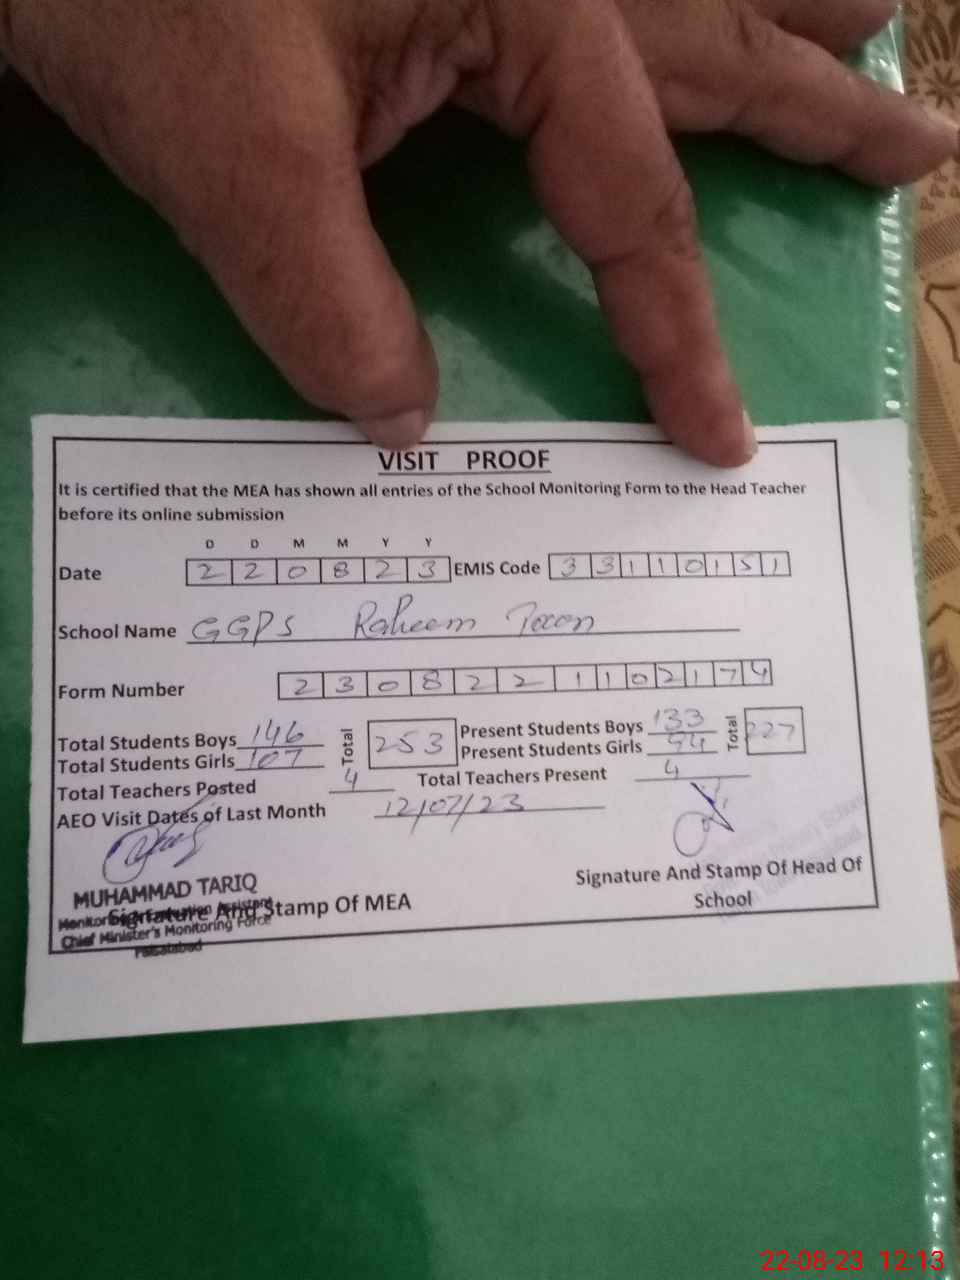 VISIT PROOF
It is certified that the MEA has shown all entries of the School Monitoring Form to the Head Teacher
before its online submission
D D M M Y Y
Date 2 2 0 8 2 3 EMIS Code 3 3 1 1 0 1 5 1
School Name GGPS Raheem Town
Form Number 2 3 0 8 2 2 1 1 0 2 1 7 4
Total Students Boys 146 Total 253 Present Students Boys 133 Total 227
Total Students Girls 107 Present Students Girls 94
Total Teachers Posted 4 Total Teachers Present 4
AEO Visit Dates of Last Month 12/07/23
MUHAMMAD TARIQ
Signature And Stamp Of MEA
Monitoring Evaluation Assistant
Chief Minister's Monitoring Force
Faisalabad
Signature And Stamp Of Head Of
School
22-08-23 12:13